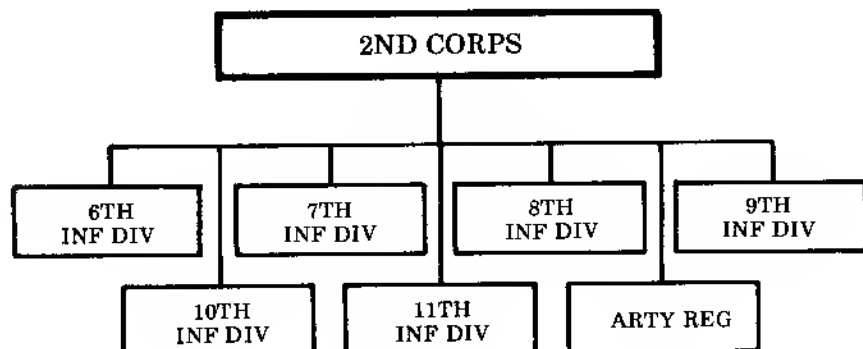 2ND CORPS
6TH
INF DIV
7TH
INF DIV
8TH
INF DIV
9TH
INF DIV
10TH
INF DIV
11TH
INF DIV
ARTY REG